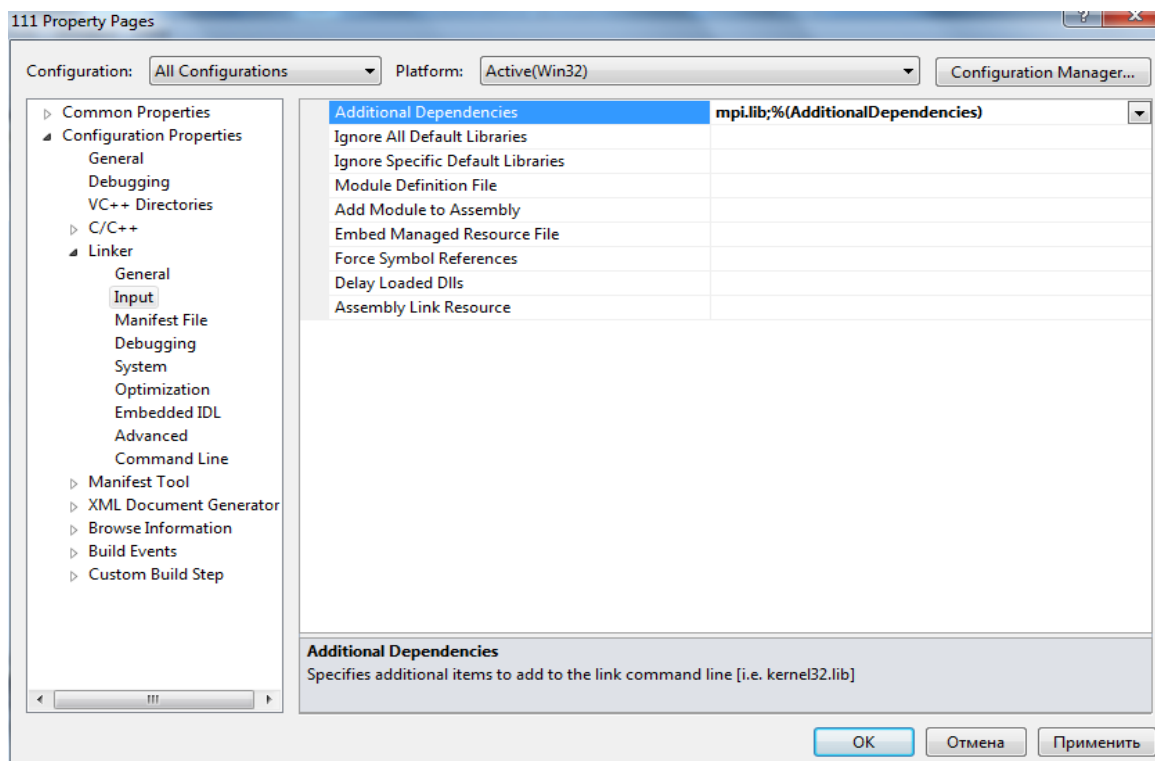 111 Property Pages
Configuration: All Configurations Platform: Active(Win32) Configuration Manager...
Common Properties
Configuration Properties
General
Debugging
VC++ Directories
C/C++
Linker
General
Input
Manifest File
Debugging
System
Optimization
Embedded IDL
Advanced
Command Line
Manifest Tool
XML Document Generator
Browse Information
Build Events
Custom Build Step
Additional Dependencies mpi.lib;%(AdditionalDependencies)
Ignore All Default Libraries
Ignore Specific Default Libraries
Module Definition File
Add Module to Assembly
Embed Managed Resource File
Force Symbol References
Delay Loaded Dlls
Assembly Link Resource
Additional Dependencies
Specifies additional items to add to the link command line [i.e. kernel32.lib]
OK Отмена Применить